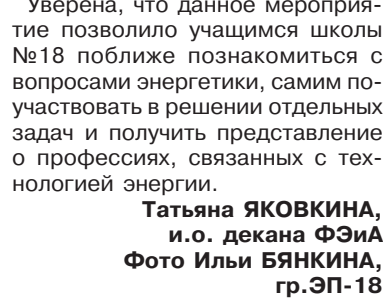 Уверена, что данное мероприя-
тие позволило учащимся школы
№18 поближе познакомиться с
вопросами энергетики, самим по-
участвовать в решении отдельных
задач и получить представление
о профессиях, связанных с тех-
нологией энергии.
Татьяна ЯКОВКИНА,
и.о. декана ФЭиА
Фото Ильи БЯНКИНА,
гр.ЭП-18